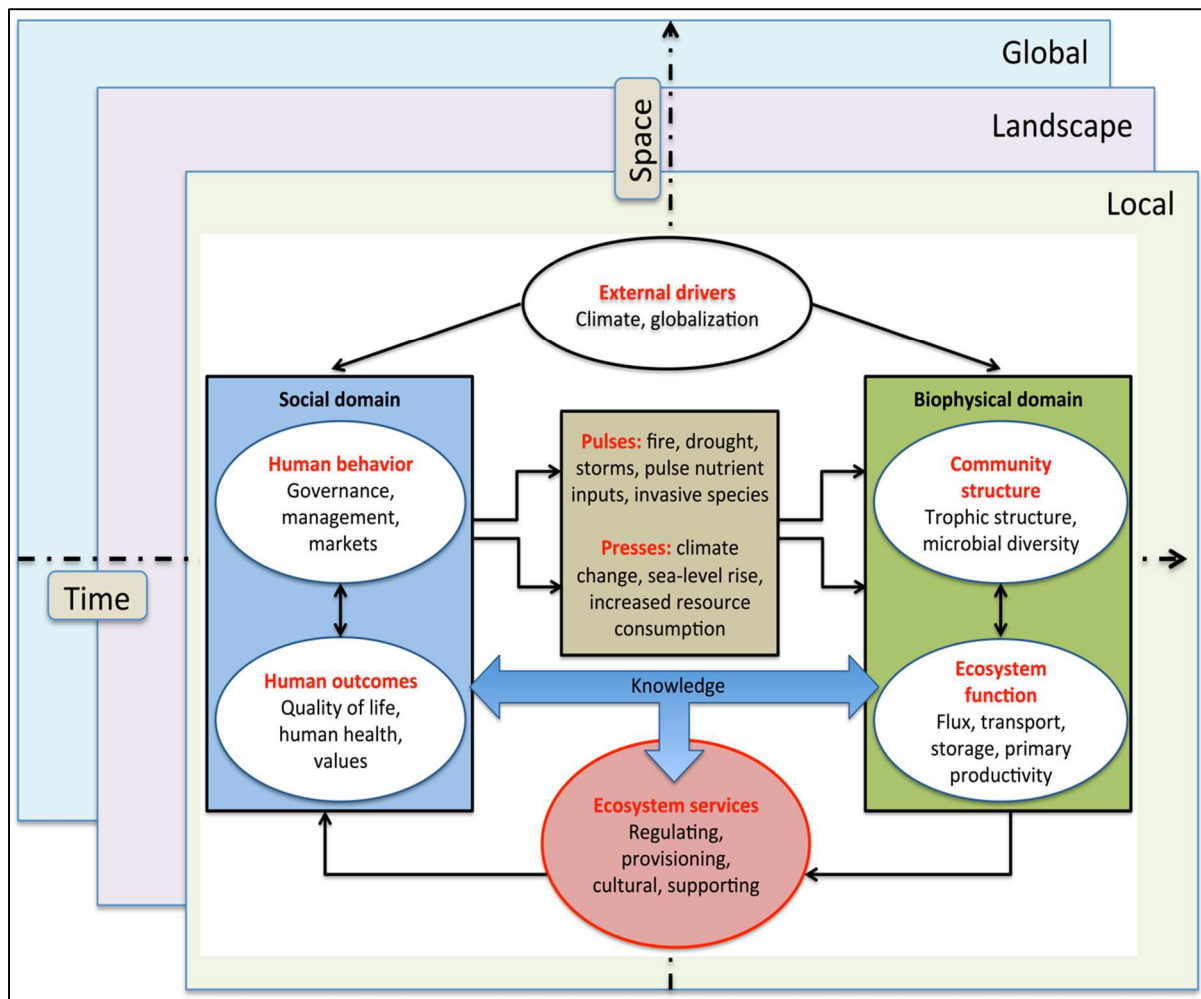 Global
Landscape
Local
Space
Time
External drivers
Climate, globalization
Social domain
Human behavior
Governance,
management,
markets
Human outcomes
Quality of life,
human health,
values
Pulses: fire, drought,
storms, pulse nutrient
inputs, invasive species
Presses: climate
change, sea-level rise,
increased resource
consumption
Biophysical domain
Community
structure
Trophic structure,
microbial diversity
Ecosystem
function
Flux, transport,
storage, primary
productivity
Knowledge
Ecosystem services
Regulating,
provisioning,
cultural, supporting